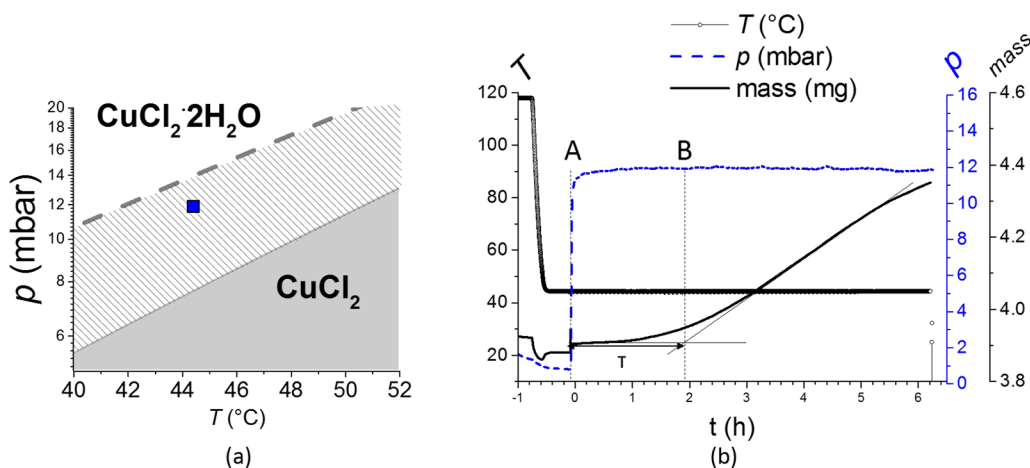 T (°C)
p (mbar)
mass (mg)
CuCl₂·2H₂O
CuCl₂
p (mbar)
20
18
16
14
12
10
8
6
40 42 44 46 48 50 52
T (°C)
(a)
T
p
mass
120
100
80
60
40
20
A
B
τ
16
14
12
10
8
6
4
2
0
4.6
4.4
4.2
4.0
3.8
-1 0 1 2 3 4 5 6
t (h)
(b)